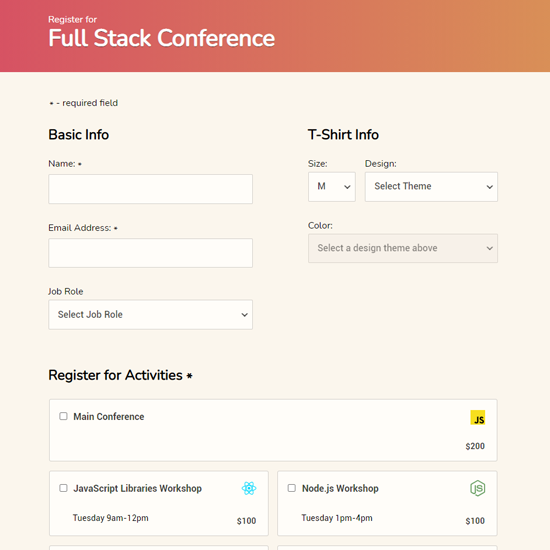 Register for
Full Stack Conference
* - required field
Basic Info
Name: *
Email Address: *
Job Role
Select Job Role
T-Shirt Info
Size:
Design:
M
Select Theme
Color:
Select a design theme above
Register for Activities *
Main Conference
JS
$200
JavaScript Libraries Workshop
Tuesday 9am-12pm
$100
Node.js Workshop
JS
Tuesday 1pm-4pm
$100